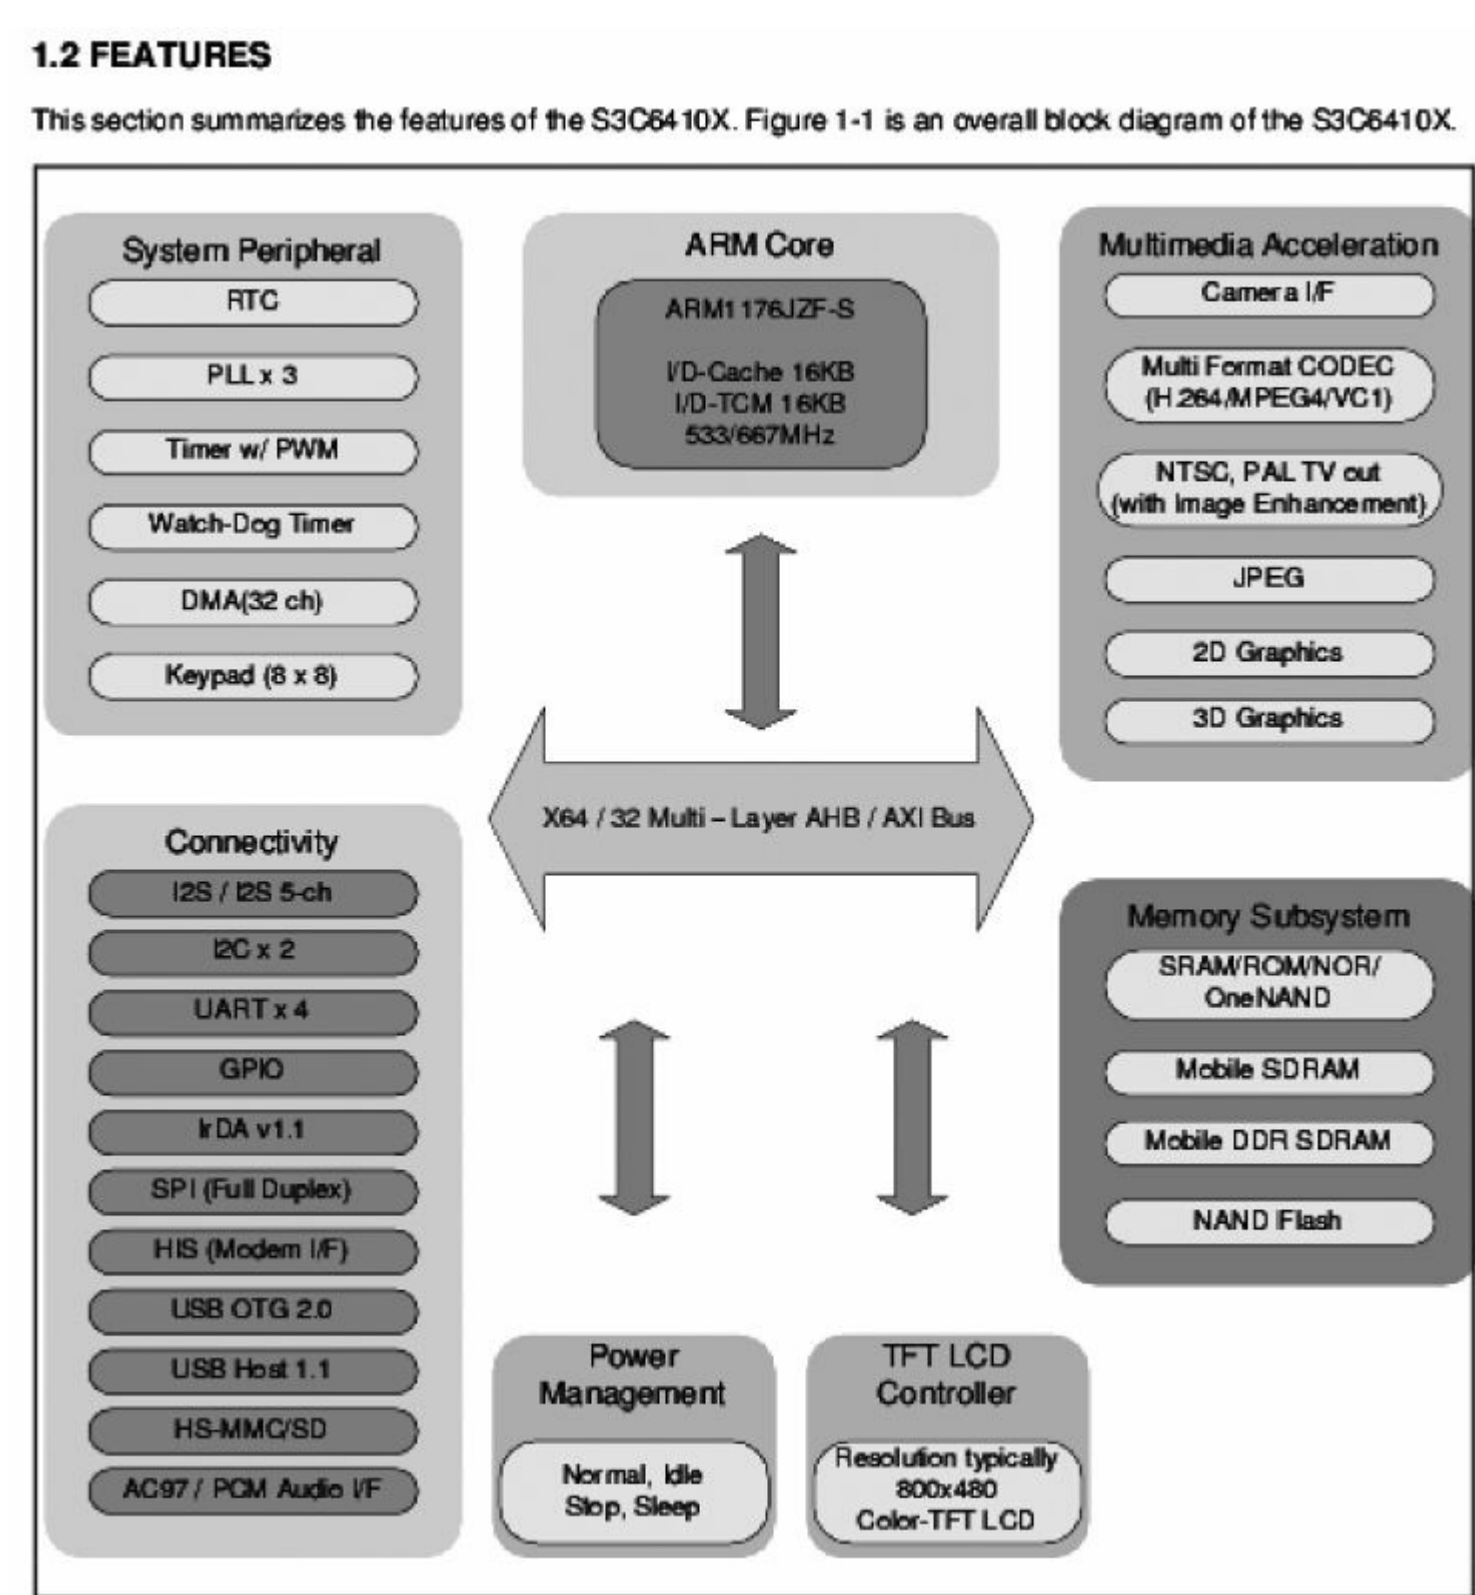 1.2 FEATURES
This section summarizes the features of the S3C6410X. Figure 1-1 is an overall block diagram of the S3C6410X.
System Peripheral
RTC
PLL x 3
Timer w/ PWM
Watch-Dog Timer
DMA(32 ch)
Keypad (8 x 8)
ARM Core
ARM1176JZF-S
I/D-Cache 16KB
I/D-TCM 16KB
533/667MHz
Multimedia Acceleration
Camera I/F
Multi Format CODEC
(H.264/MPEG4/VC1)
NTSC, PAL TV out
(with Image Enhancement)
JPEG
2D Graphics
3D Graphics
X64 / 32 Multi – Layer AHB / AXI Bus
Connectivity
I2S / I2S 5-ch
I2C x 2
UART x 4
GPIO
IrDA v1.1
SPI (Full Duplex)
HIS (Modem I/F)
USB OTG 2.0
USB Host 1.1
HS-MMC/SD
AC97 / PCM Audio I/F
Memory Subsystem
SRAM/ROM/NOR/
OneNAND
Mobile SDRAM
Mobile DDR SDRAM
NAND Flash
Power
Management
Normal, Idle
Stop, Sleep
TFT LCD
Controller
Resolution typically
800x480
Color-TFT LCD